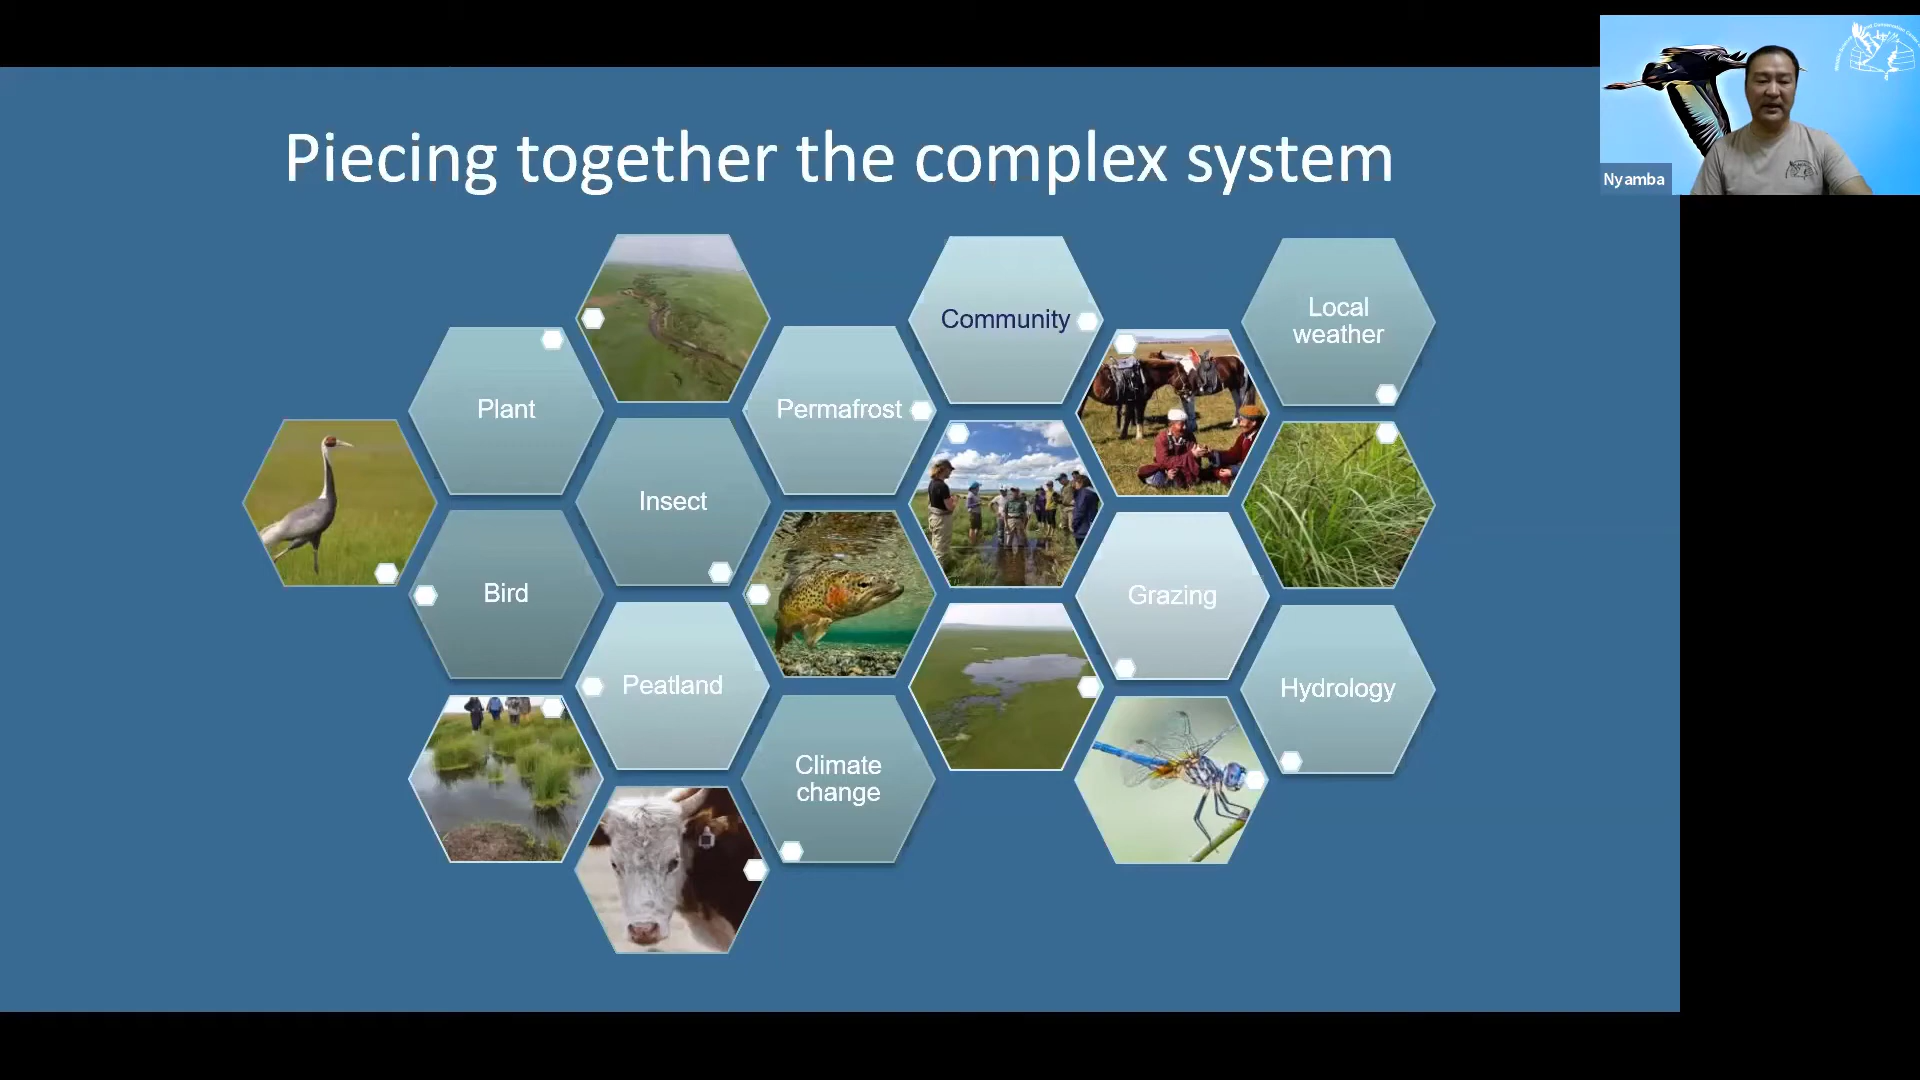 Piecing together the complex system
Nyamba
Community
Local
weather
Plant
Permafrost
Insect
Bird
Grazing
Peatland
Hydrology
Climate
change